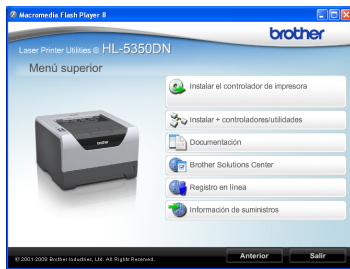 Macromedia Flash Player 8
brother
Laser Printer Utilities © HL-5350DN
Menú superior
Instalar el controlador de impresora
Instalar + controladores/utilidades
Documentación
Brother Solutions Center
Registro en línea
Información de suministros
© 2001-2008 Brother Industries, Ltd. All Rights Reserved.
Anterior
Salir